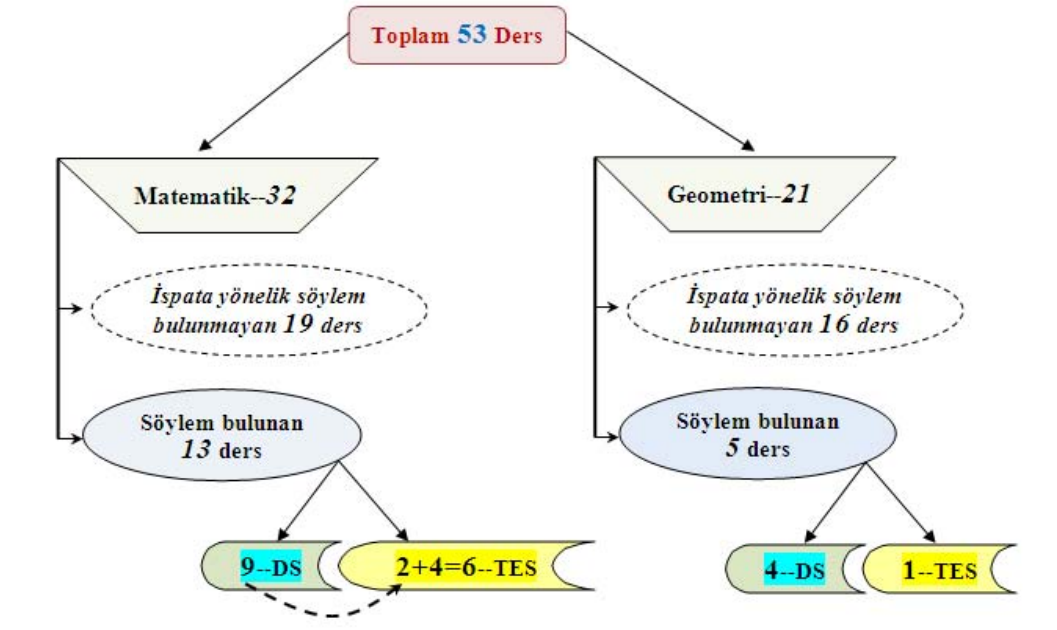 Toplam 53 Ders
Matematik--32
Geometri--21
İspata yönelik söylem
bulunmayan 19 ders
İspata yönelik söylem
bulunmayan 16 ders
Söylem bulunan
13 ders
Söylem bulunan
5 ders
9--DS
2+4=6--TES
4--DS
1--TES